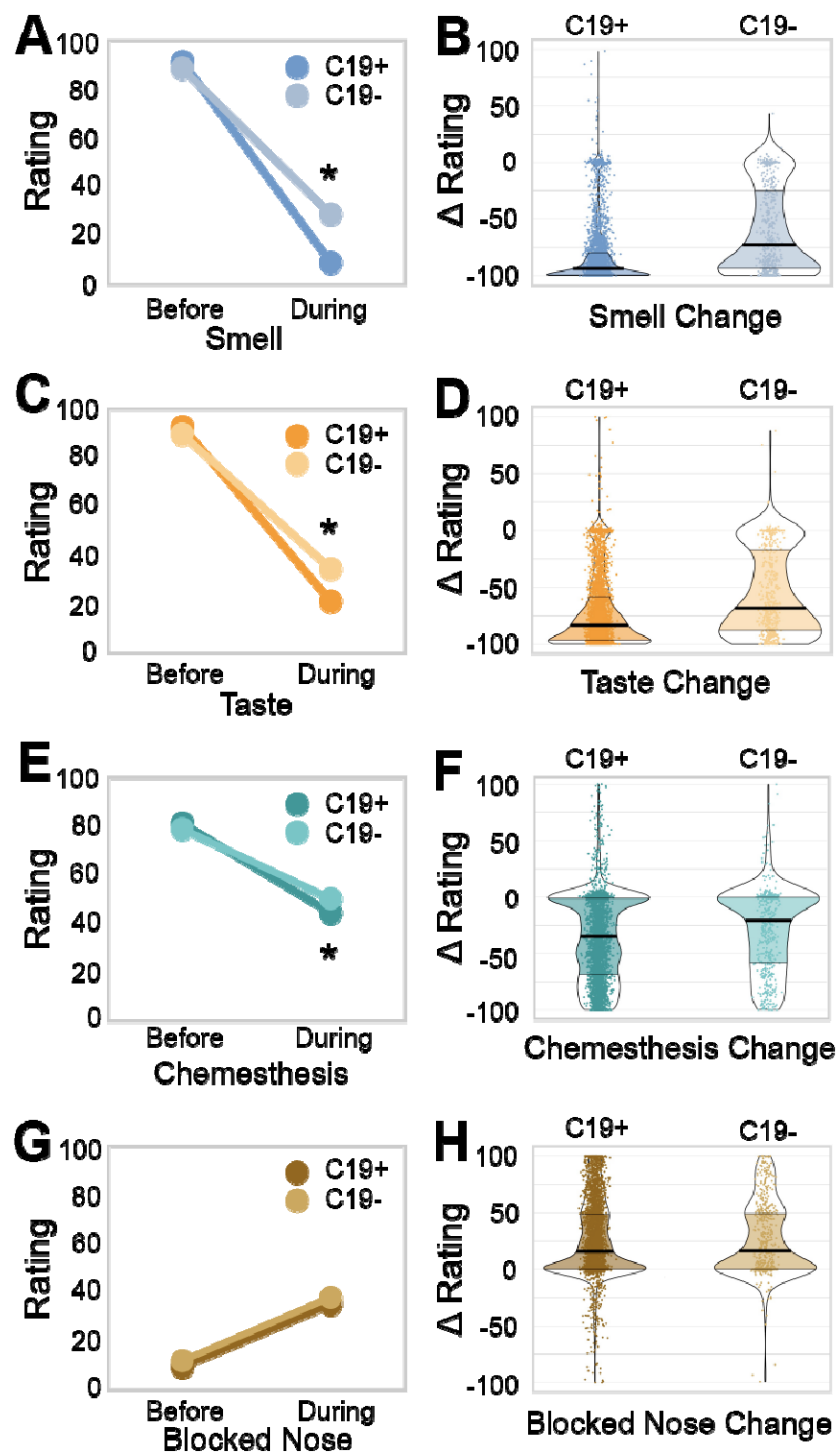 A
100
80
60
40
20
0
Rating
C19+
C19-
*
Before
During
Smell
B
C19+
C19-
100
50
0
-50
-100
Δ Rating
Smell Change
C
100
80
60
40
20
0
Rating
C19+
C19-
*
Before
During
Taste
D
C19+
C19-
100
50
0
-50
-100
Δ Rating
Taste Change
E
100
80
60
40
20
0
Rating
C19+
C19-
*
Before
During
Chemesthesis
F
C19+
C19-
100
50
0
-50
-100
Δ Rating
Chemesthesis Change
G
100
80
60
40
20
0
Rating
C19+
C19-
Before
During
Blocked Nose
H
C19+
C19-
100
50
0
-50
-100
Δ Rating
Blocked Nose Change